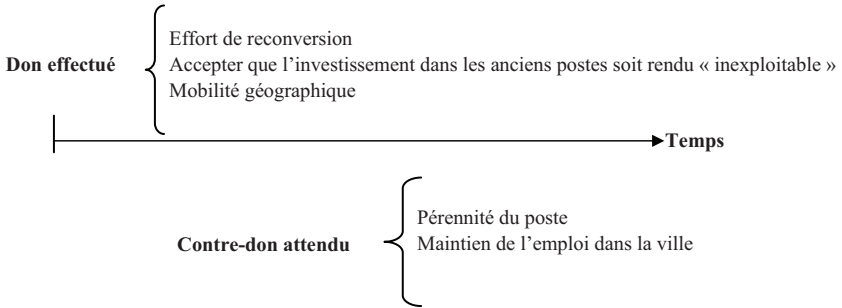 Effort de reconversion
Don effectué
Accepter que l’investissement dans les anciens postes soit rendu « inexploitable »
Mobilité géographique
Temps
Pérennité du poste
Contre-don attendu
Maintien de l’emploi dans la ville